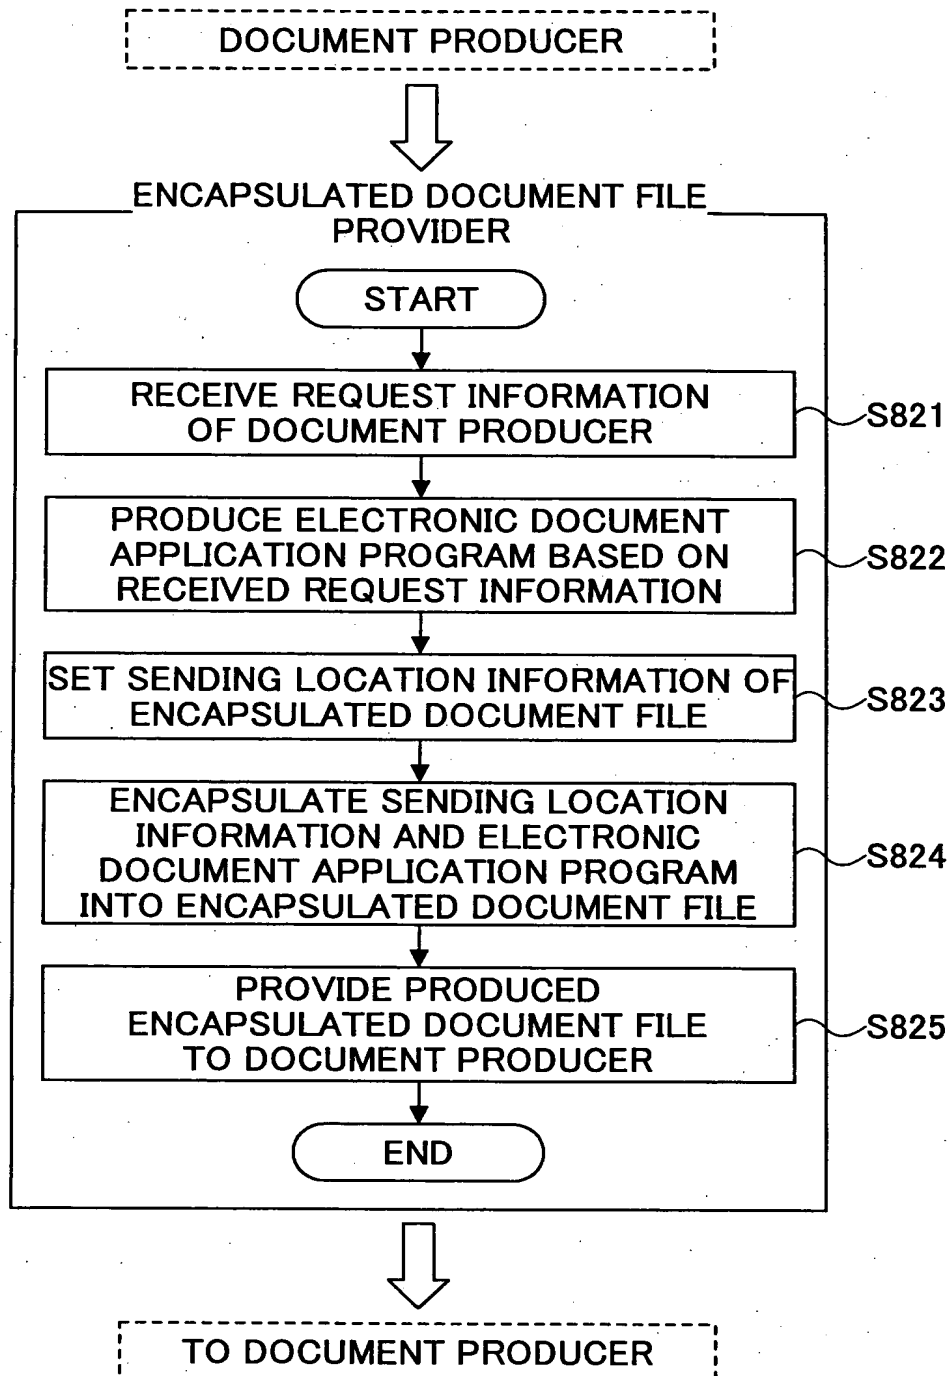 DOCUMENT PRODUCER
ENCAPSULATED DOCUMENT FILE
PROVIDER
START
RECEIVE REQUEST INFORMATION
OF DOCUMENT PRODUCER
S821
PRODUCE ELECTRONIC DOCUMENT
APPLICATION PROGRAM BASED ON
RECEIVED REQUEST INFORMATION
S822
SET SENDING LOCATION INFORMATION OF
ENCAPSULATED DOCUMENT FILE
S823
ENCAPSULATE SENDING LOCATION
INFORMATION AND ELECTRONIC
DOCUMENT APPLICATION PROGRAM
INTO ENCAPSULATED DOCUMENT FILE
S824
PROVIDE PRODUCED
ENCAPSULATED DOCUMENT FILE
TO DOCUMENT PRODUCER
S825
END
TO DOCUMENT PRODUCER